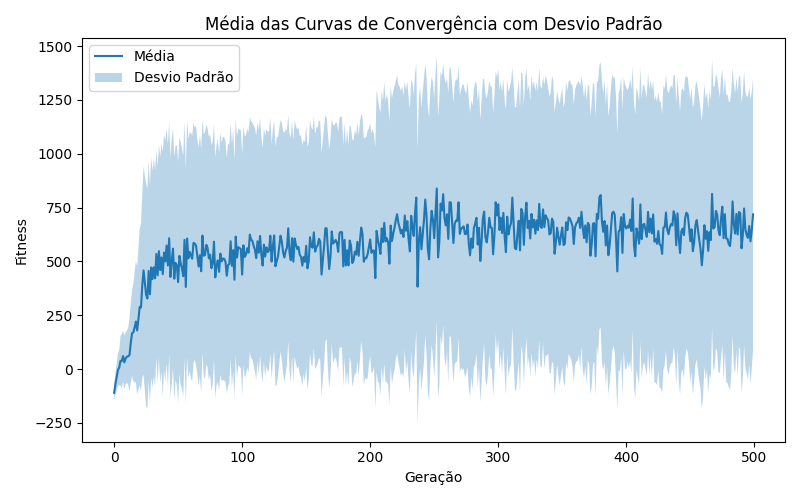 Média das Curvas de Convergência com Desvio Padrão
Média
Desvio Padrão
1500
1250
1000
750
500
250
0
−250
Fitness
0 100 200 300 400 500
Geração